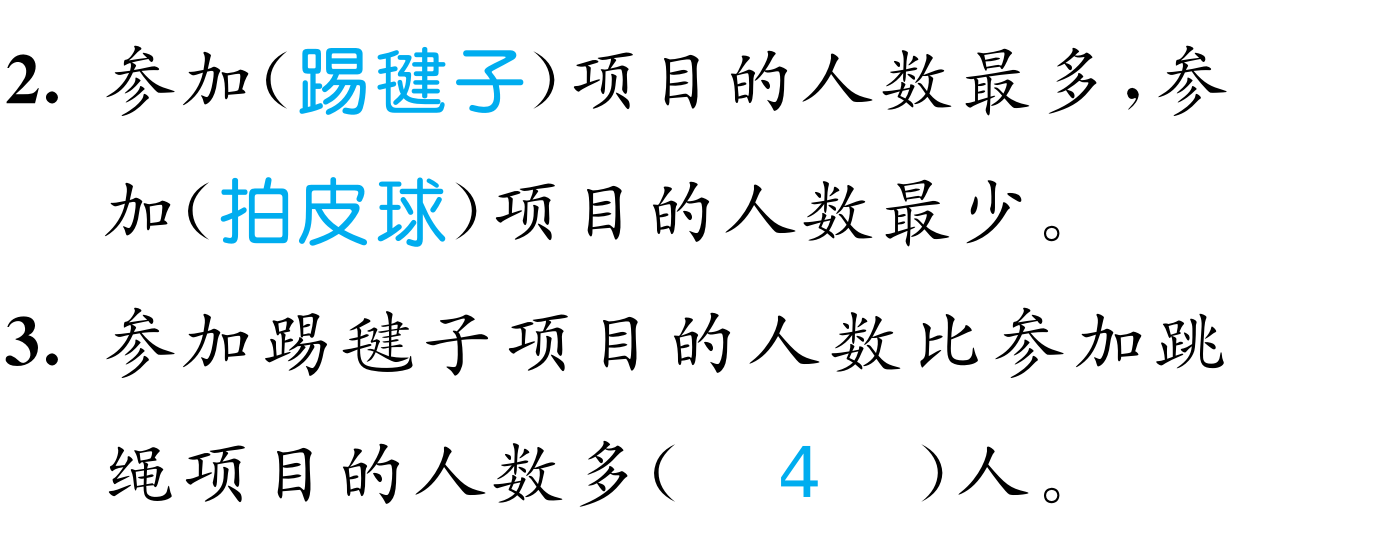 2. 参加(踢毽子)项目的人数最多,参
加(拍皮球)项目的人数最少。
3. 参加踢毽子项目的人数比参加跳
绳项目的人数多( 4 )人。